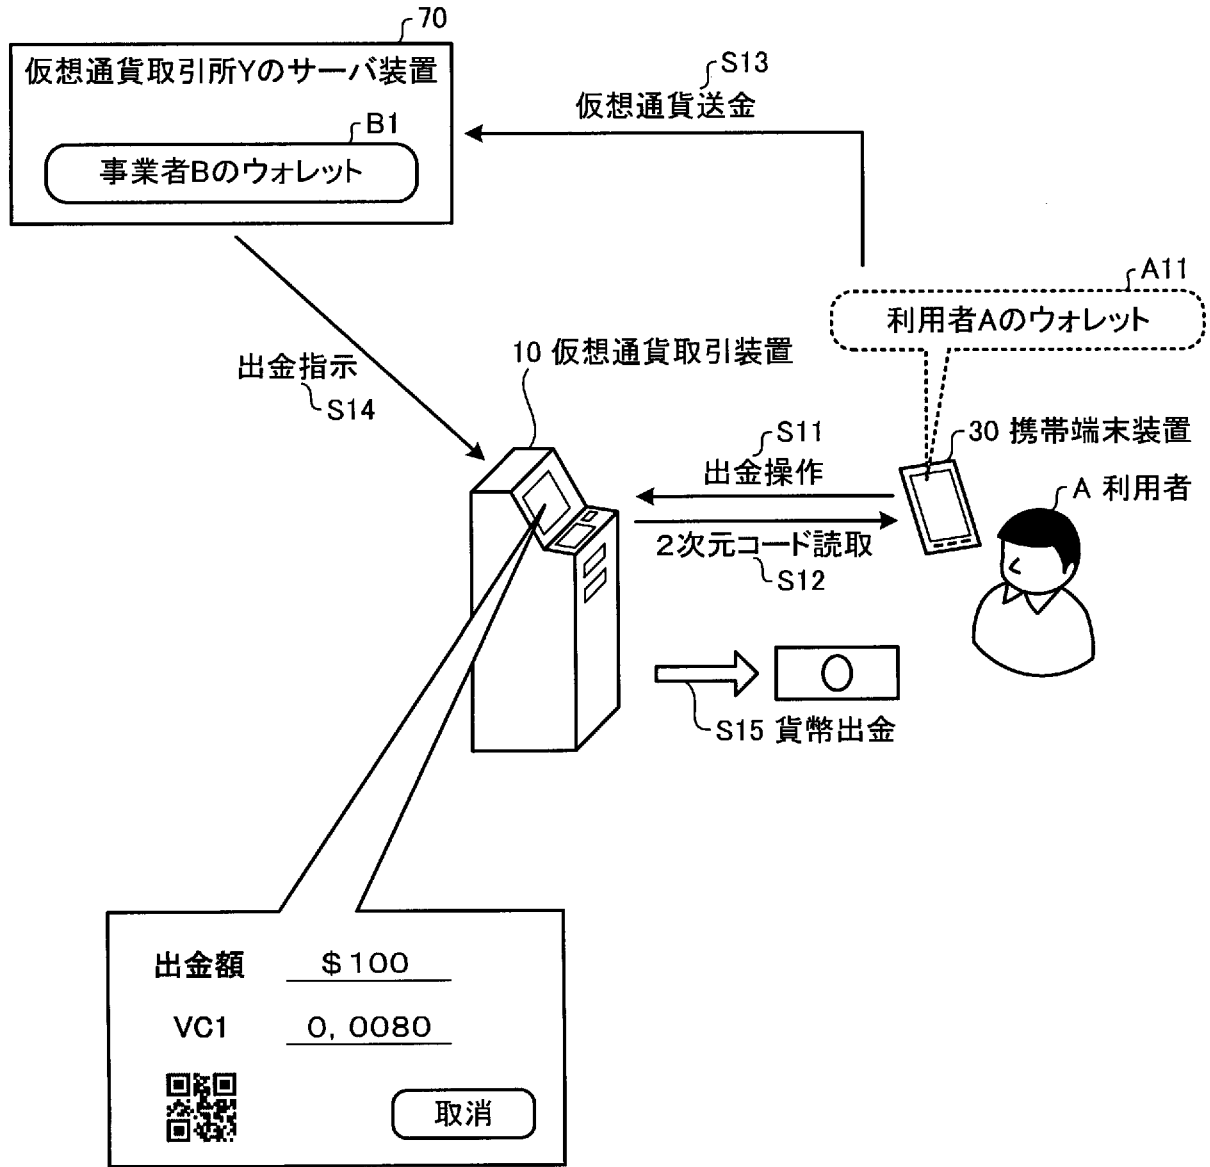 70
仮想通貨取引所Yのサーバ装置
B1
事業者Bのウォレット
S13
仮想通貨送金
A11
利用者Aのウォレット
出金指示
S14
10 仮想通貨取引装置
S11
出金操作
30 携帯端末装置
A 利用者
2次元コード読取
S12
S15 貨幣出金
出金額 $100
VC1 0, 0080
取消